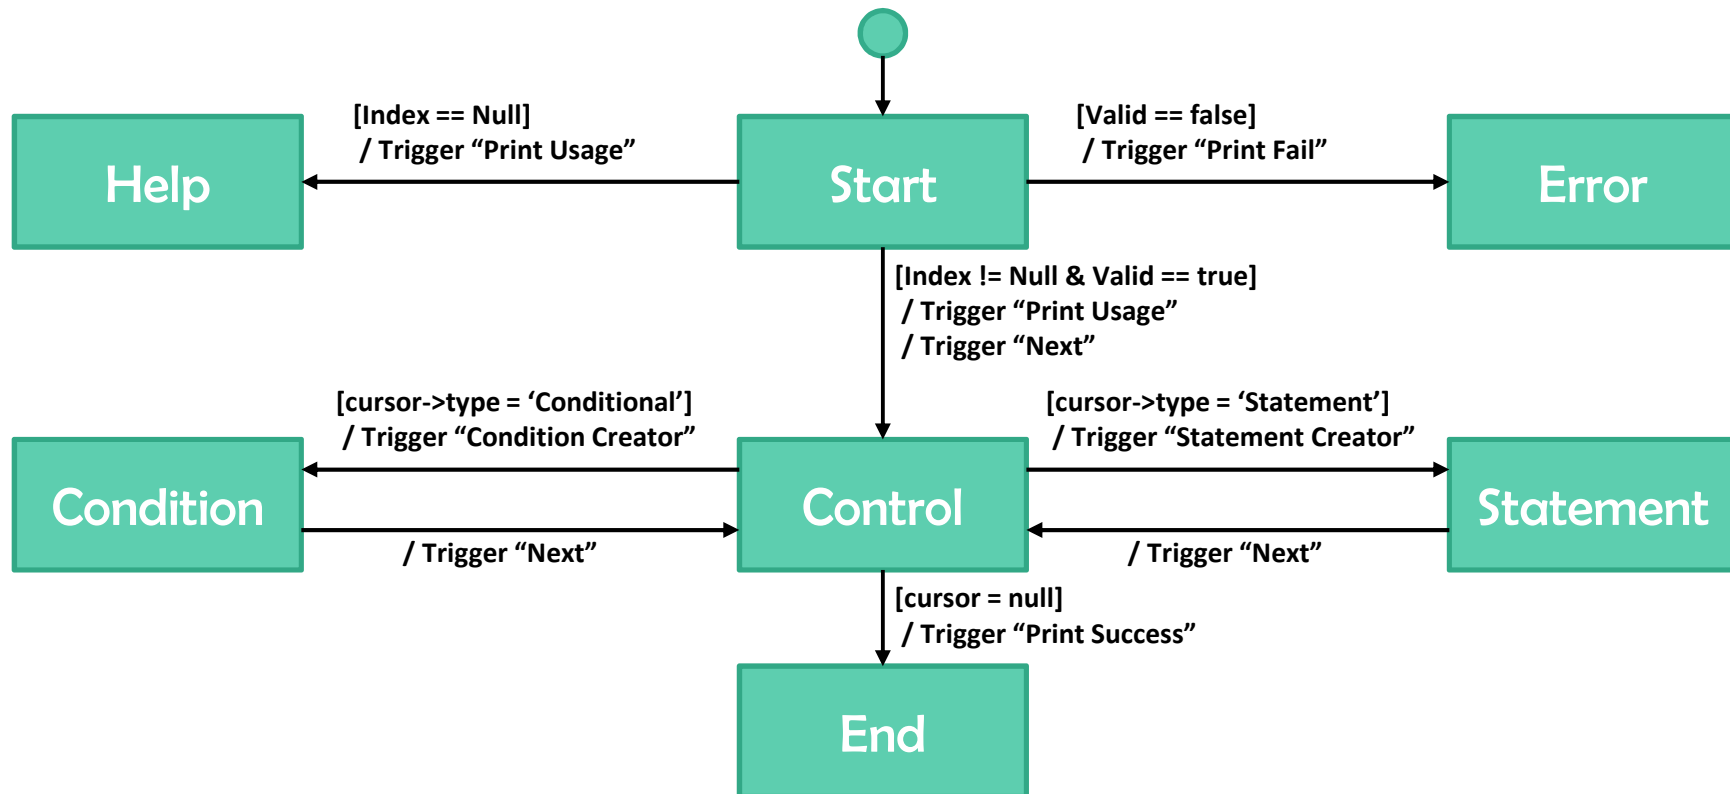 [Index == Null]
/ Trigger “Print Usage”
[Valid == false]
/ Trigger “Print Fail”
Help
Start
Error
[Index != Null & Valid == true]
/ Trigger “Print Usage”
/ Trigger “Next”
[cursor->type = ‘Conditional’]
/ Trigger “Condition Creator”
[cursor->type = ‘Statement’]
/ Trigger “Statement Creator”
Condition
Control
Statement
/ Trigger “Next”
/ Trigger “Next”
[cursor = null]
/ Trigger “Print Success”
End